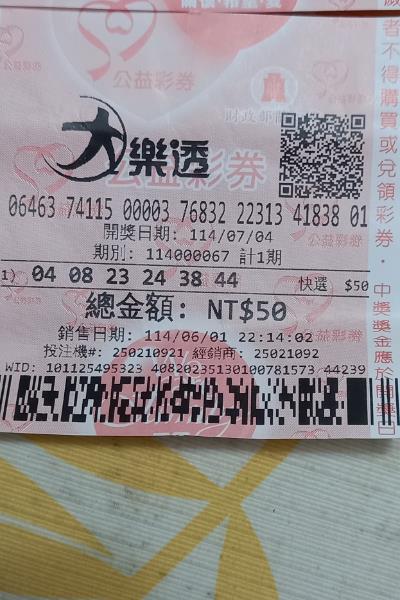 公益彩券
大樂透
公益彩券
06463 74115 00003 76832 22313 41838 01
開獎日期: 114/07/04
期別: 114000067 計1期
1) 04 08 23 24 38 44 快選 $50
總金額: NT$50
銷售日期: 114/06/01 22:14:02
投注機#: 250210921 經銷商: 25021092
WID: 101125495323 40820235130100781573 44239
者不得購買或兌領彩券。中獎獎金應於開獎日